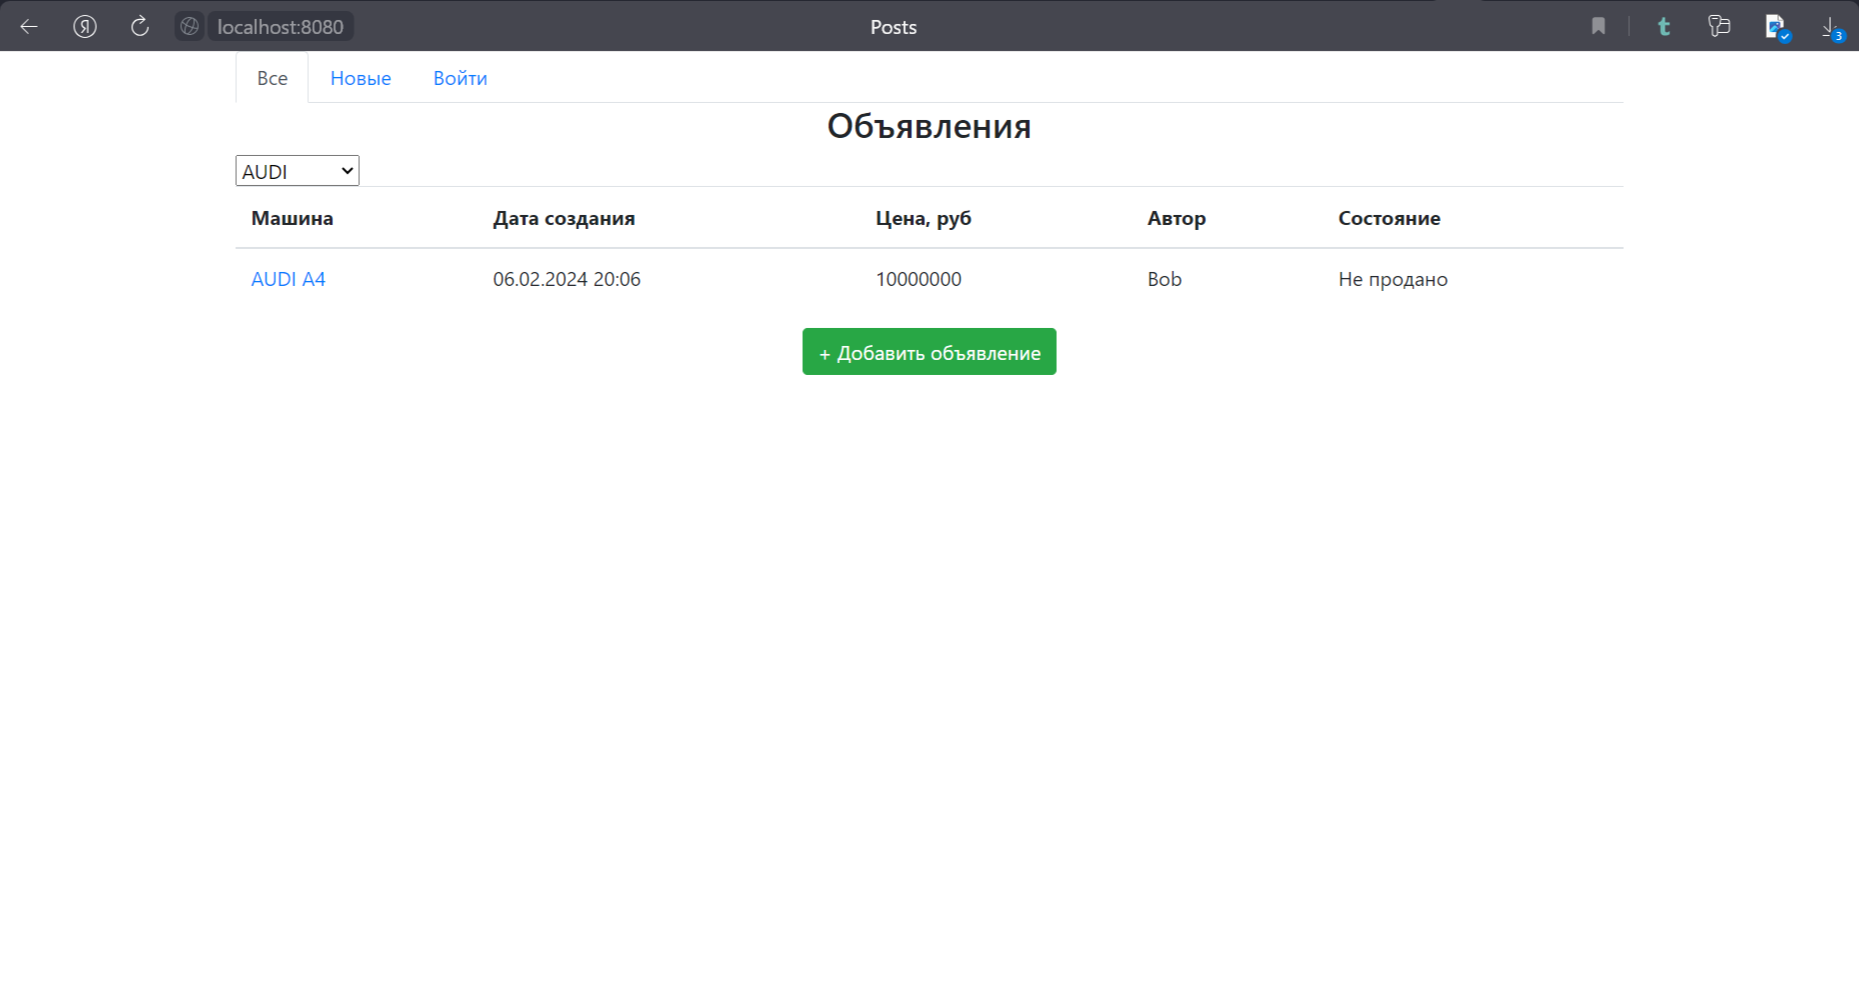 localhost:8080 Posts 3
Все Новые Войти
Объявления
AUDI
Машина Дата создания Цена, руб Автор Состояние
AUDI A4 06.02.2024 20:06 10000000 Bob Не продано
+ Добавить объявление